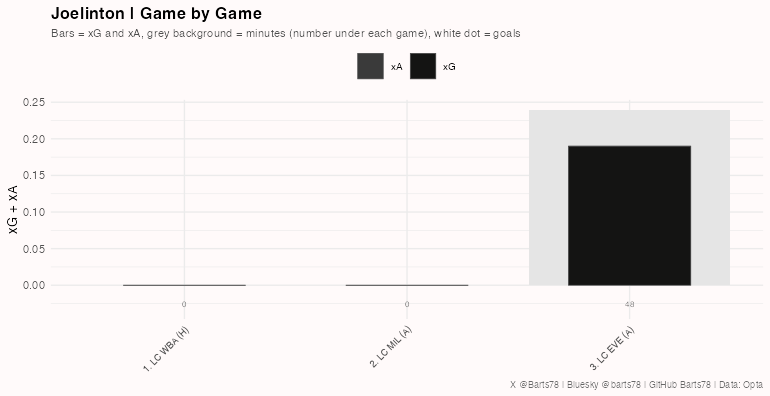 Joelinton | Game by Game
Bars = xG and xA, grey background = minutes (number under each game), white dot = goals
xA xG
xG + xA
0.25
0.20
0.15
0.10
0.05
0.00
0 0 48
1. LC WBA (H) 2. LC MIL (A) 3. LC EVE (A)
X @Barts78 | Bluesky @barts78 | GitHub Barts78 | Data: Opta